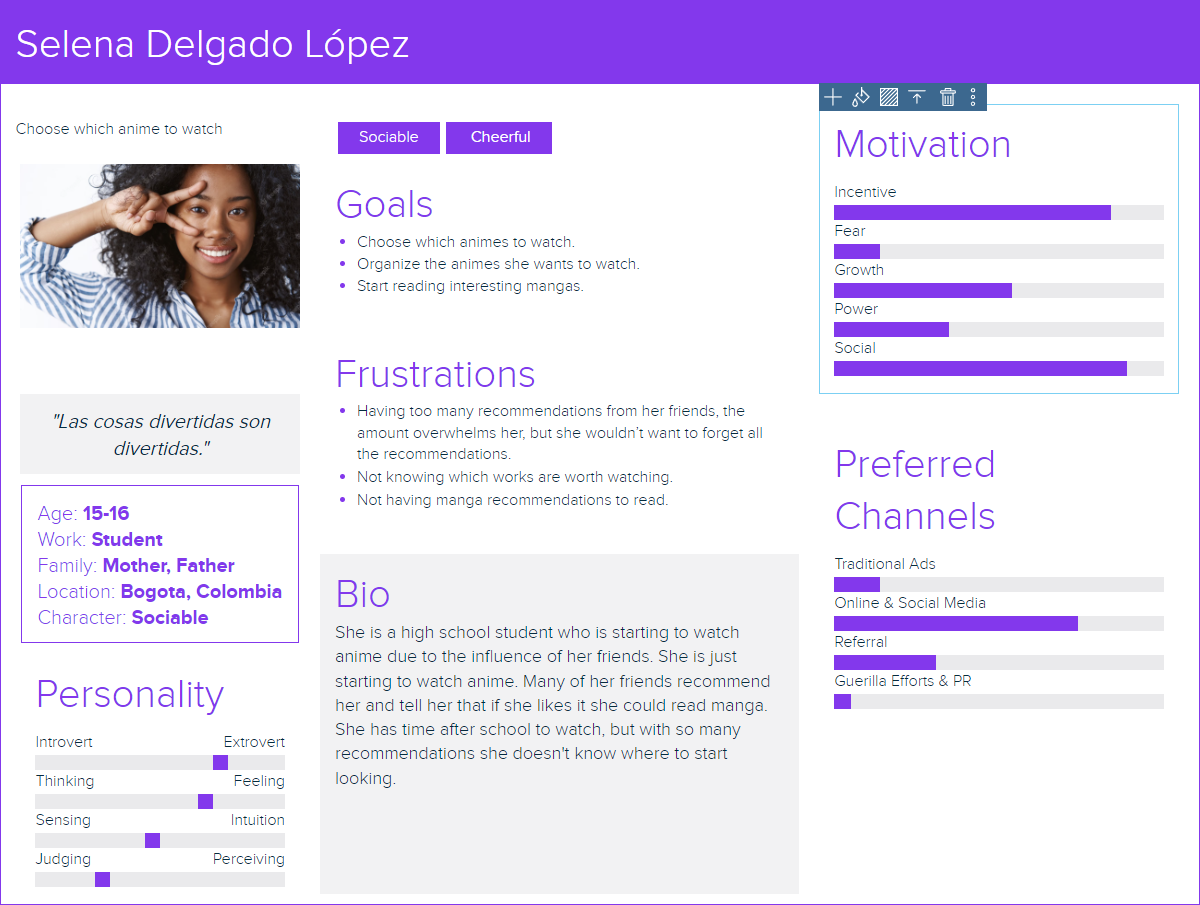 Selena Delgado López
Choose which anime to watch
"Las cosas divertidas son
divertidas."
Age: 15-16
Work: Student
Family: Mother, Father
Location: Bogota, Colombia
Character: Sociable
Personality
Introvert Extrovert
Thinking Feeling
Sensing Intuition
Judging Perceiving
Sociable Cheerful
Goals
Choose which animes to watch.
Organize the animes she wants to watch.
Start reading interesting mangas.
Frustrations
Having too many recommendations from her friends, the
amount overwhelms her, but she wouldn't want to forget all
the recommendations.
Not knowing which works are worth watching.
Not having manga recommendations to read.
Bio
She is a high school student who is starting to watch
anime due to the influence of her friends. She is just
starting to watch anime. Many of her friends recommend
her and tell her that if she likes it she could read manga.
She has time after school to watch, but with so many
recommendations she doesn't know where to start
looking.
Motivation
Incentive
Fear
Growth
Power
Social
Preferred
Channels
Traditional Ads
Online & Social Media
Referral
Guerilla Efforts & PR